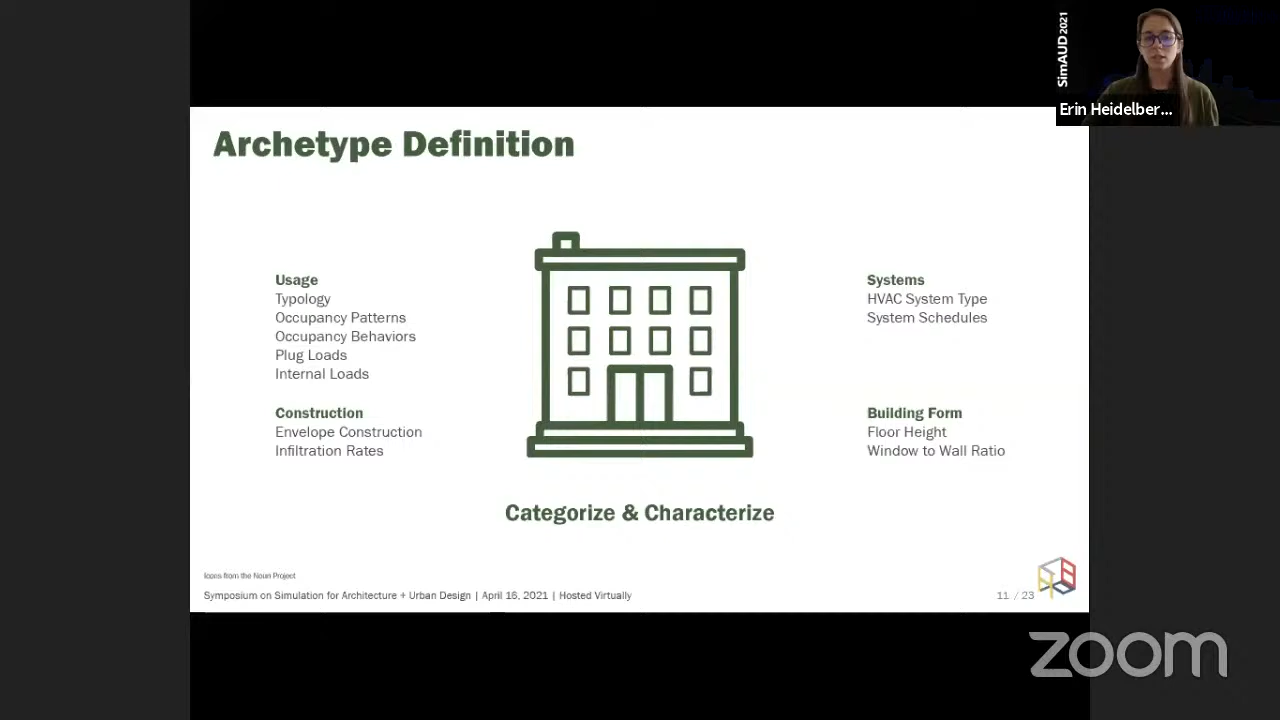 SimAUD2021
Erin Heidelber...
Archetype Definition
Usage
Typology
Occupancy Patterns
Occupancy Behaviors
Plug Loads
Internal Loads
Construction
Envelope Construction
Infiltration Rates
Systems
HVAC System Type
System Schedules
Building Form
Floor Height
Window to Wall Ratio
Categorize & Characterize
Icons from the Noun Project
Symposium on Simulation for Architecture + Urban Design | April 16, 2021 | Hosted Virtually
11 / 23
zoom